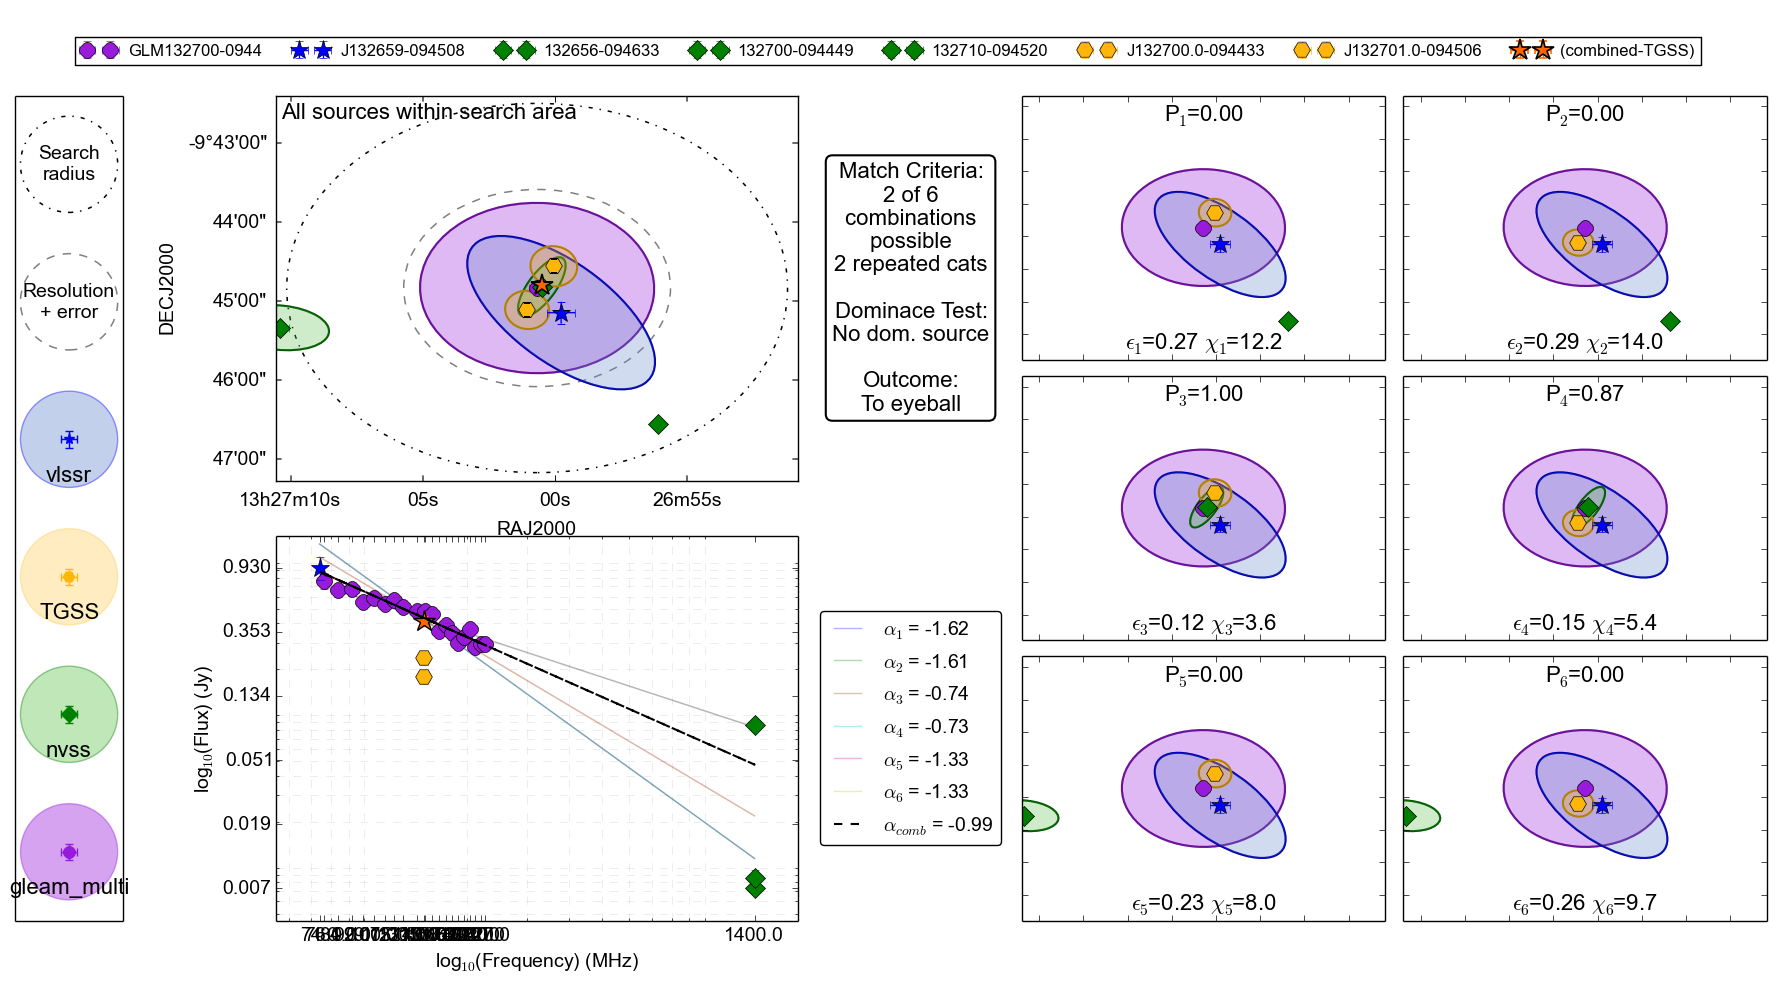 GLM132700-0944 J132659-094508 132656-094633 132700-094449 132710-094520 J132700.0-094433 J132701.0-094506 (combined-TGSS)
Search
radius
Resolution
+ error
vlssr
TGSS
nvss
gleam_multi
All sources within search area
DECJ2000
-9°43'00"
44'00"
45'00"
46'00"
47'00"
13h27m10s 05s 00s 26m55s
RAJ2000
Match Criteria:
2 of 6
combinations
possible
2 repeated cats
Dominace Test:
No dom. source
Outcome:
To eyeball
log10(Flux) (Jy)
0.930
0.353
0.134
0.051
0.019
0.007
1400.0
log10(Frequency) (MHz)
α1 = -1.62
α2 = -1.61
α3 = -0.74
α4 = -0.73
α5 = -1.33
α6 = -1.33
αcomb = -0.99
P1=0.00
ϵ1=0.27 χ1=12.2
P2=0.00
ϵ2=0.29 χ2=14.0
P3=1.00
ϵ3=0.12 χ3=3.6
P4=0.87
ϵ4=0.15 χ4=5.4
P5=0.00
ϵ5=0.23 χ5=8.0
P6=0.00
ϵ6=0.26 χ6=9.7